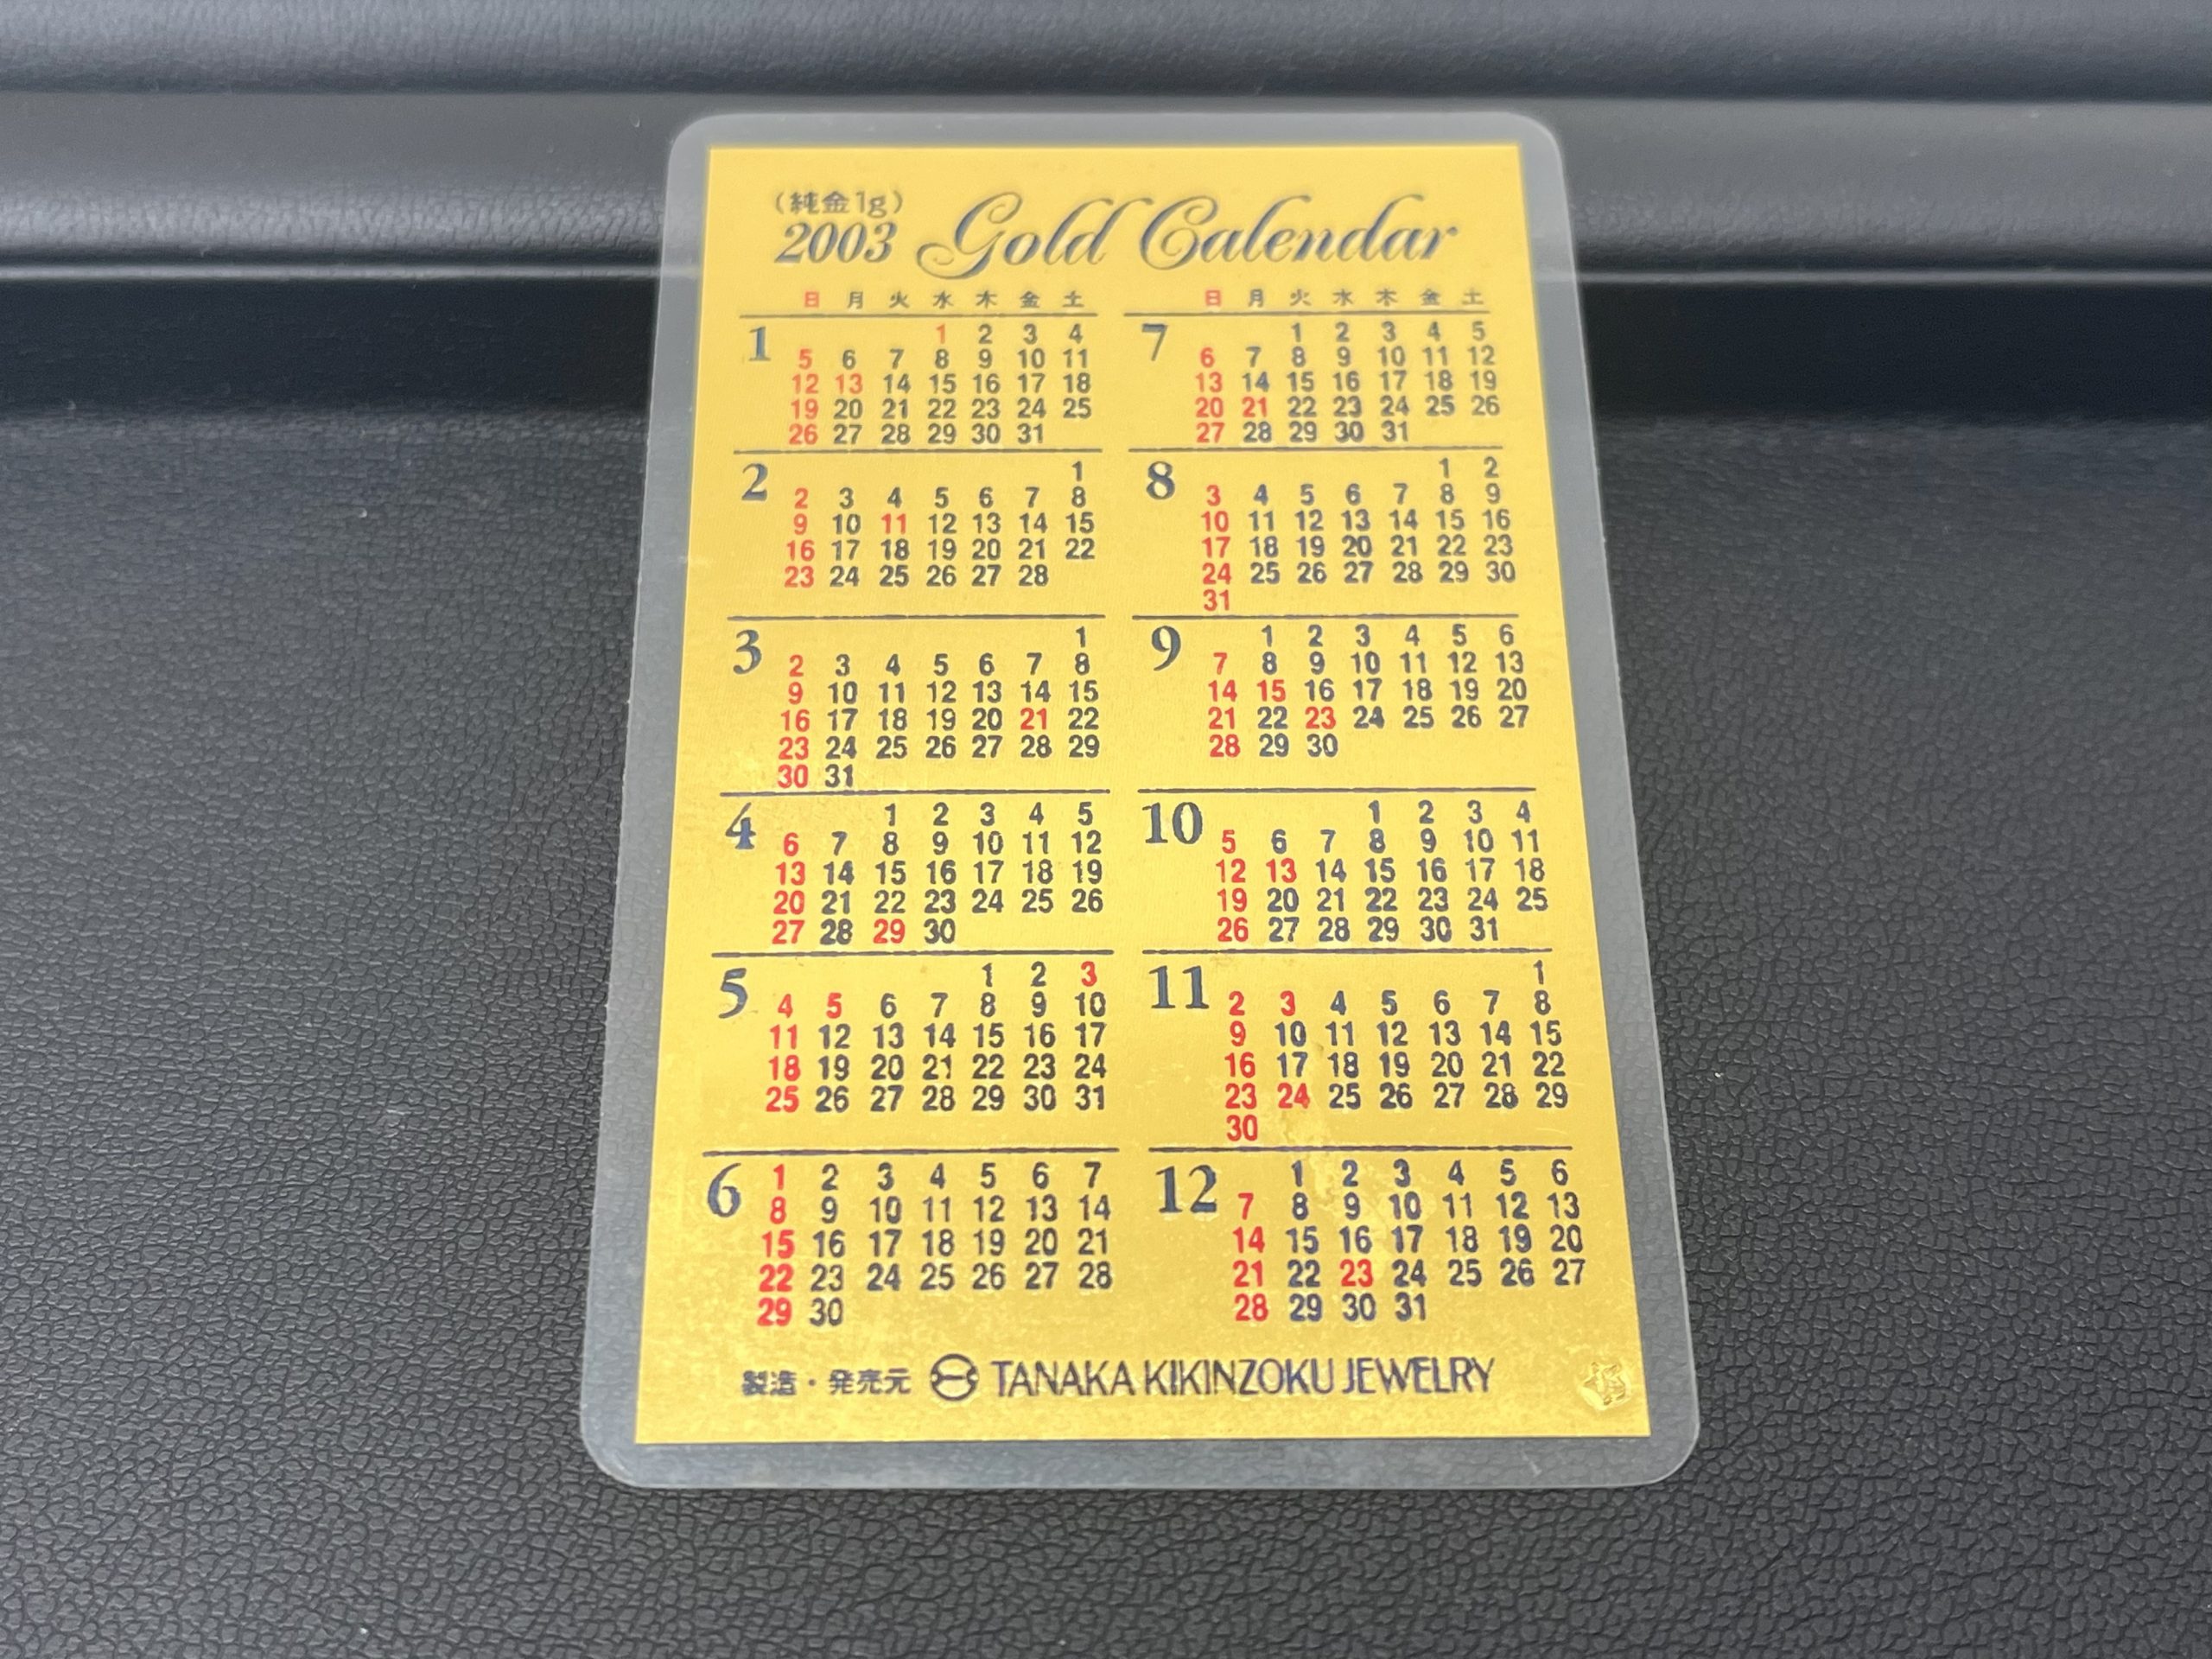 (純金1g)
2003 Gold Calendar
日 月 火 水 木 金 土
1
1 2 3 4
5 6 7 8 9 10 11
12 13 14 15 16 17 18
19 20 21 22 23 24 25
26 27 28 29 30 31
2
1
2 3 4 5 6 7 8
9 10 11 12 13 14 15
16 17 18 19 20 21 22
23 24 25 26 27 28
3
1
2 3 4 5 6 7 8
9 10 11 12 13 14 15
16 17 18 19 20 21 22
23 24 25 26 27 28 29
30 31
4
1 2 3 4 5
6 7 8 9 10 11 12
13 14 15 16 17 18 19
20 21 22 23 24 25 26
27 28 29 30
5
1 2 3
4 5 6 7 8 9 10
11 12 13 14 15 16 17
18 19 20 21 22 23 24
25 26 27 28 29 30 31
6
1 2 3 4 5 6 7
8 9 10 11 12 13 14
15 16 17 18 19 20 21
22 23 24 25 26 27 28
29 30
日 月 火 水 木 金 土
7
1 2 3 4 5
6 7 8 9 10 11 12
13 14 15 16 17 18 19
20 21 22 23 24 25 26
27 28 29 30 31
8
1 2
3 4 5 6 7 8 9
10 11 12 13 14 15 16
17 18 19 20 21 22 23
24 25 26 27 28 29 30
31
9
1 2 3 4 5 6
7 8 9 10 11 12 13
14 15 16 17 18 19 20
21 22 23 24 25 26 27
28 29 30
10
1 2 3 4
5 6 7 8 9 10 11
12 13 14 15 16 17 18
19 20 21 22 23 24 25
26 27 28 29 30 31
11
1
2 3 4 5 6 7 8
9 10 11 12 13 14 15
16 17 18 19 20 21 22
23 24 25 26 27 28 29
30
12
1 2 3 4 5 6
7 8 9 10 11 12 13
14 15 16 17 18 19 20
21 22 23 24 25 26 27
28 29 30 31
製造・発売元 TANAKA KIKINZOKU JEWELRY